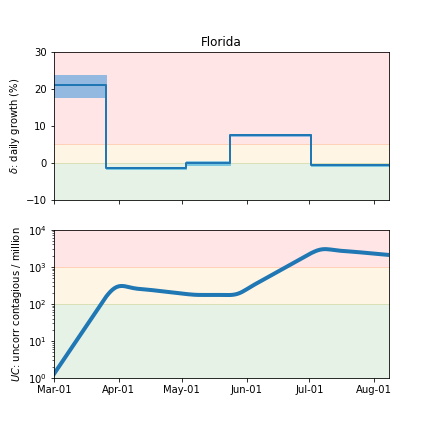 Florida
δ: daily growth (%)
30
20
10
0
−10
UC: uncorr contagious / million
10⁴
10³
10²
10¹
10⁰
Mar-01 Apr-01 May-01 Jun-01 Jul-01 Aug-01